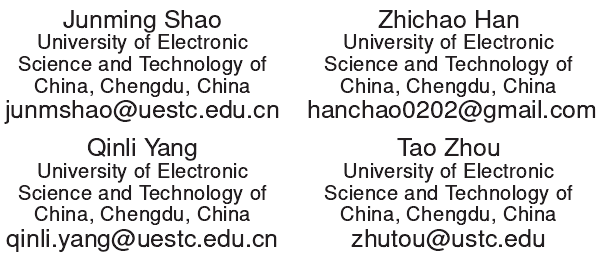 Junming Shao
University of Electronic
Science and Technology of
China, Chengdu, China
junmshao@uestc.edu.cn
Zhichao Han
University of Electronic
Science and Technology of
China, Chengdu, China
hanchao0202@gmail.com
Qinli Yang
University of Electronic
Science and Technology of
China, Chengdu, China
qinli.yang@uestc.edu.cn
Tao Zhou
University of Electronic
Science and Technology of
China, Chengdu, China
zhutou@ustc.edu